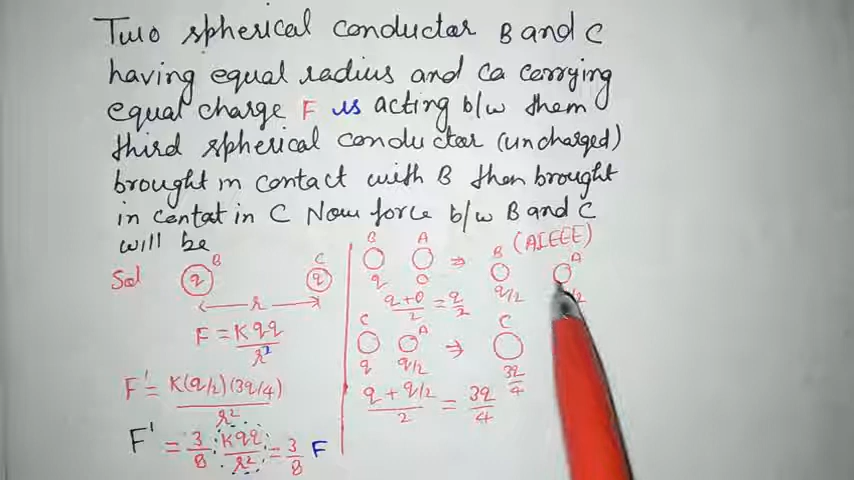 Two spherical conductor B and C
having equal radius and ca carrying
equal charge F is acting b/w them
third spherical conductor (uncharged)
brought in contact with B then brought
in contat in C Now force b/w B and C
will be (AIEEE)
Sol q B C q
r
F = Kqq/r²
F' = K(q/2)(3q/4)/r²
F' = 3/8 Kqq/r² = 3/8 F
B A ⇒ B A
q 0 q/2 /2
q+0/2 = q/2
C A → C
q q/2 3q/4
q + q/2 / 2 = 3q/4